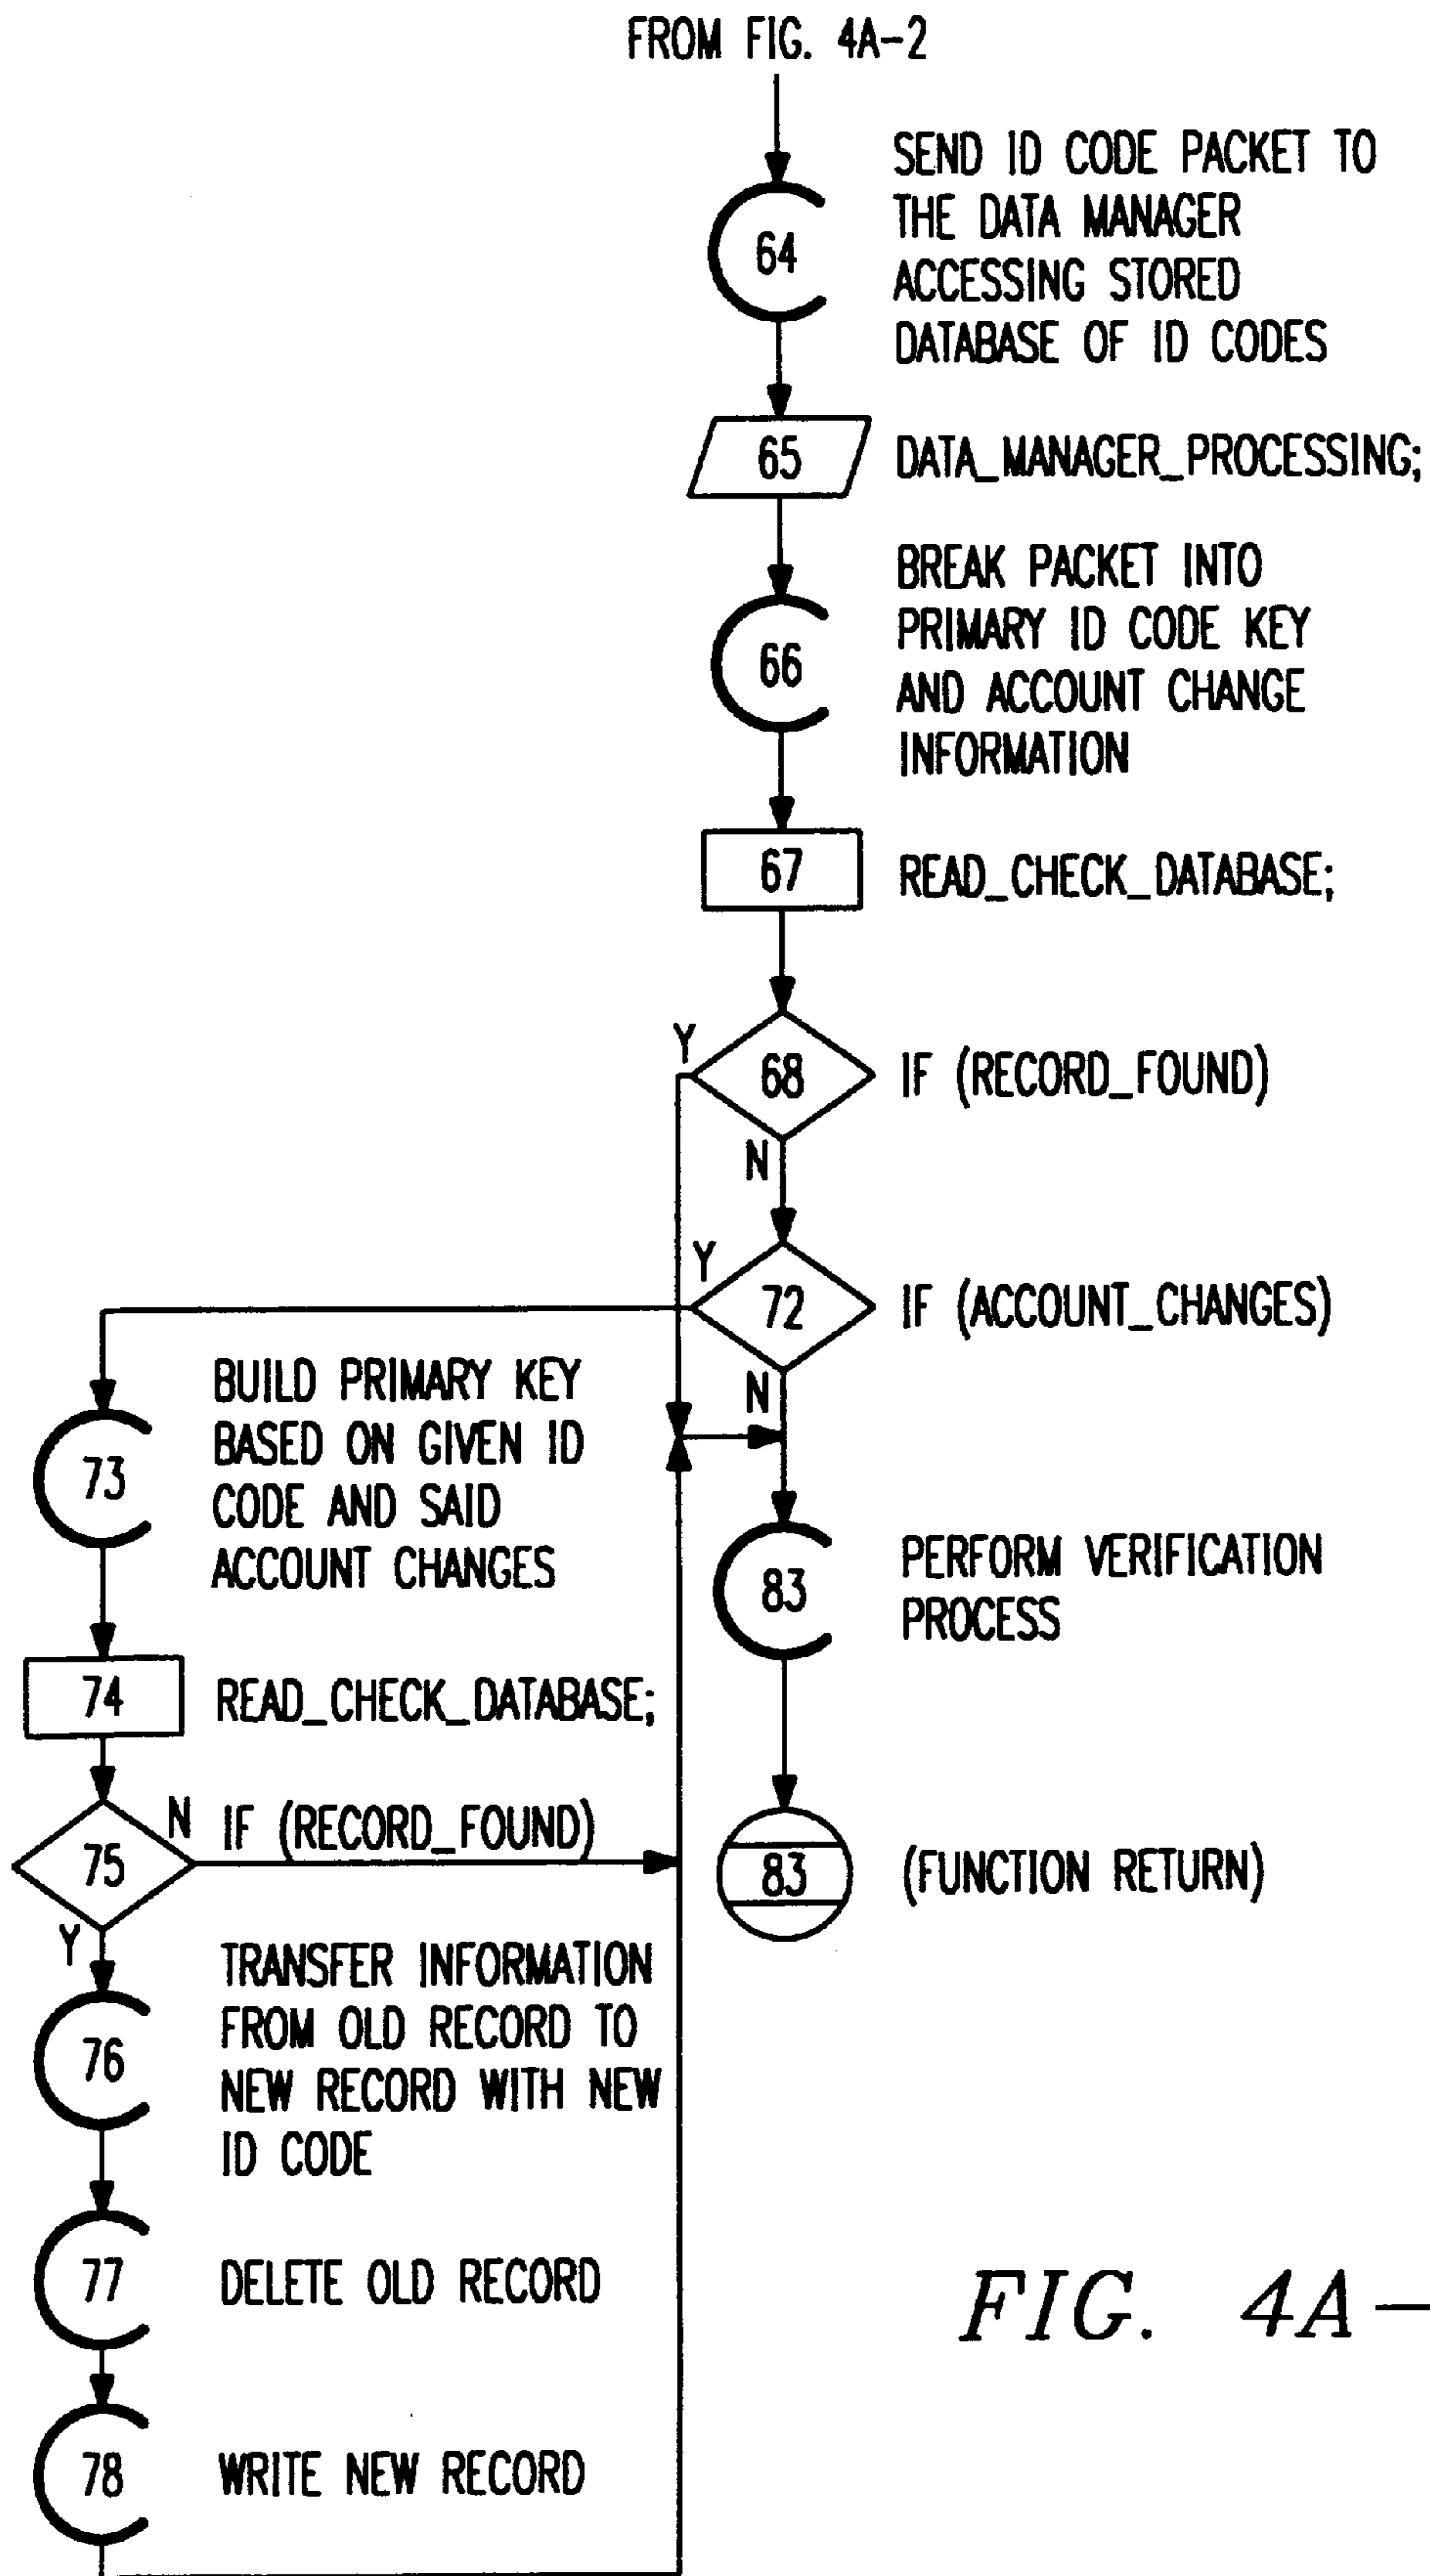 FROM FIG. 4A-2
64
SEND ID CODE PACKET TO
THE DATA MANAGER
ACCESSING STORED
DATABASE OF ID CODES
65
DATA_MANAGER_PROCESSING;
66
BREAK PACKET INTO
PRIMARY ID CODE KEY
AND ACCOUNT CHANGE
INFORMATION
67
READ_CHECK_DATABASE;
Y
68
IF (RECORD_FOUND)
N
Y
72
IF (ACCOUNT_CHANGES)
N
73
BUILD PRIMARY KEY
BASED ON GIVEN ID
CODE AND SAID
ACCOUNT CHANGES
74
READ_CHECK_DATABASE;
75
N
IF (RECORD_FOUND)
Y
76
TRANSFER INFORMATION
FROM OLD RECORD TO
NEW RECORD WITH NEW
ID CODE
77
DELETE OLD RECORD
78
WRITE NEW RECORD
83
PERFORM VERIFICATION
PROCESS
83
(FUNCTION RETURN)
FIG. 4A-